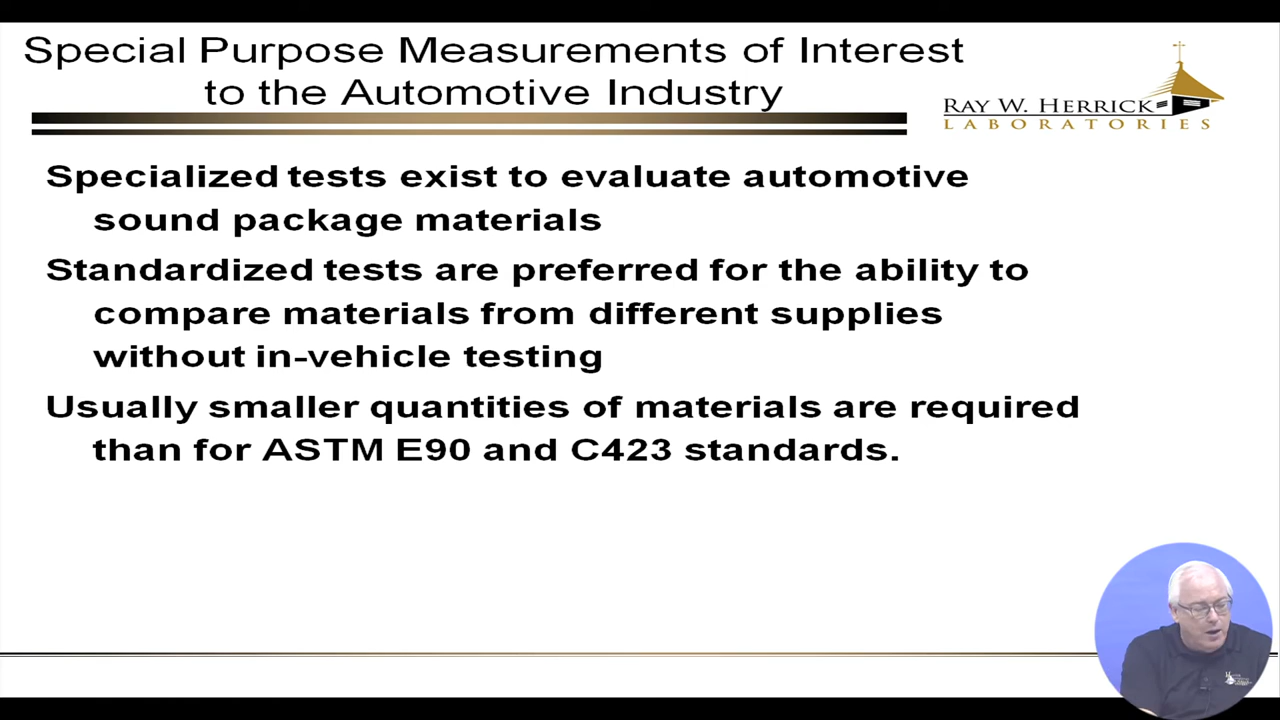 Special Purpose Measurements of Interest
to the Automotive Industry
RAY W. HERRICK
LABORATORIES
Specialized tests exist to evaluate automotive
sound package materials
Standardized tests are preferred for the ability to
compare materials from different supplies
without in-vehicle testing
Usually smaller quantities of materials are required
than for ASTM E90 and C423 standards.